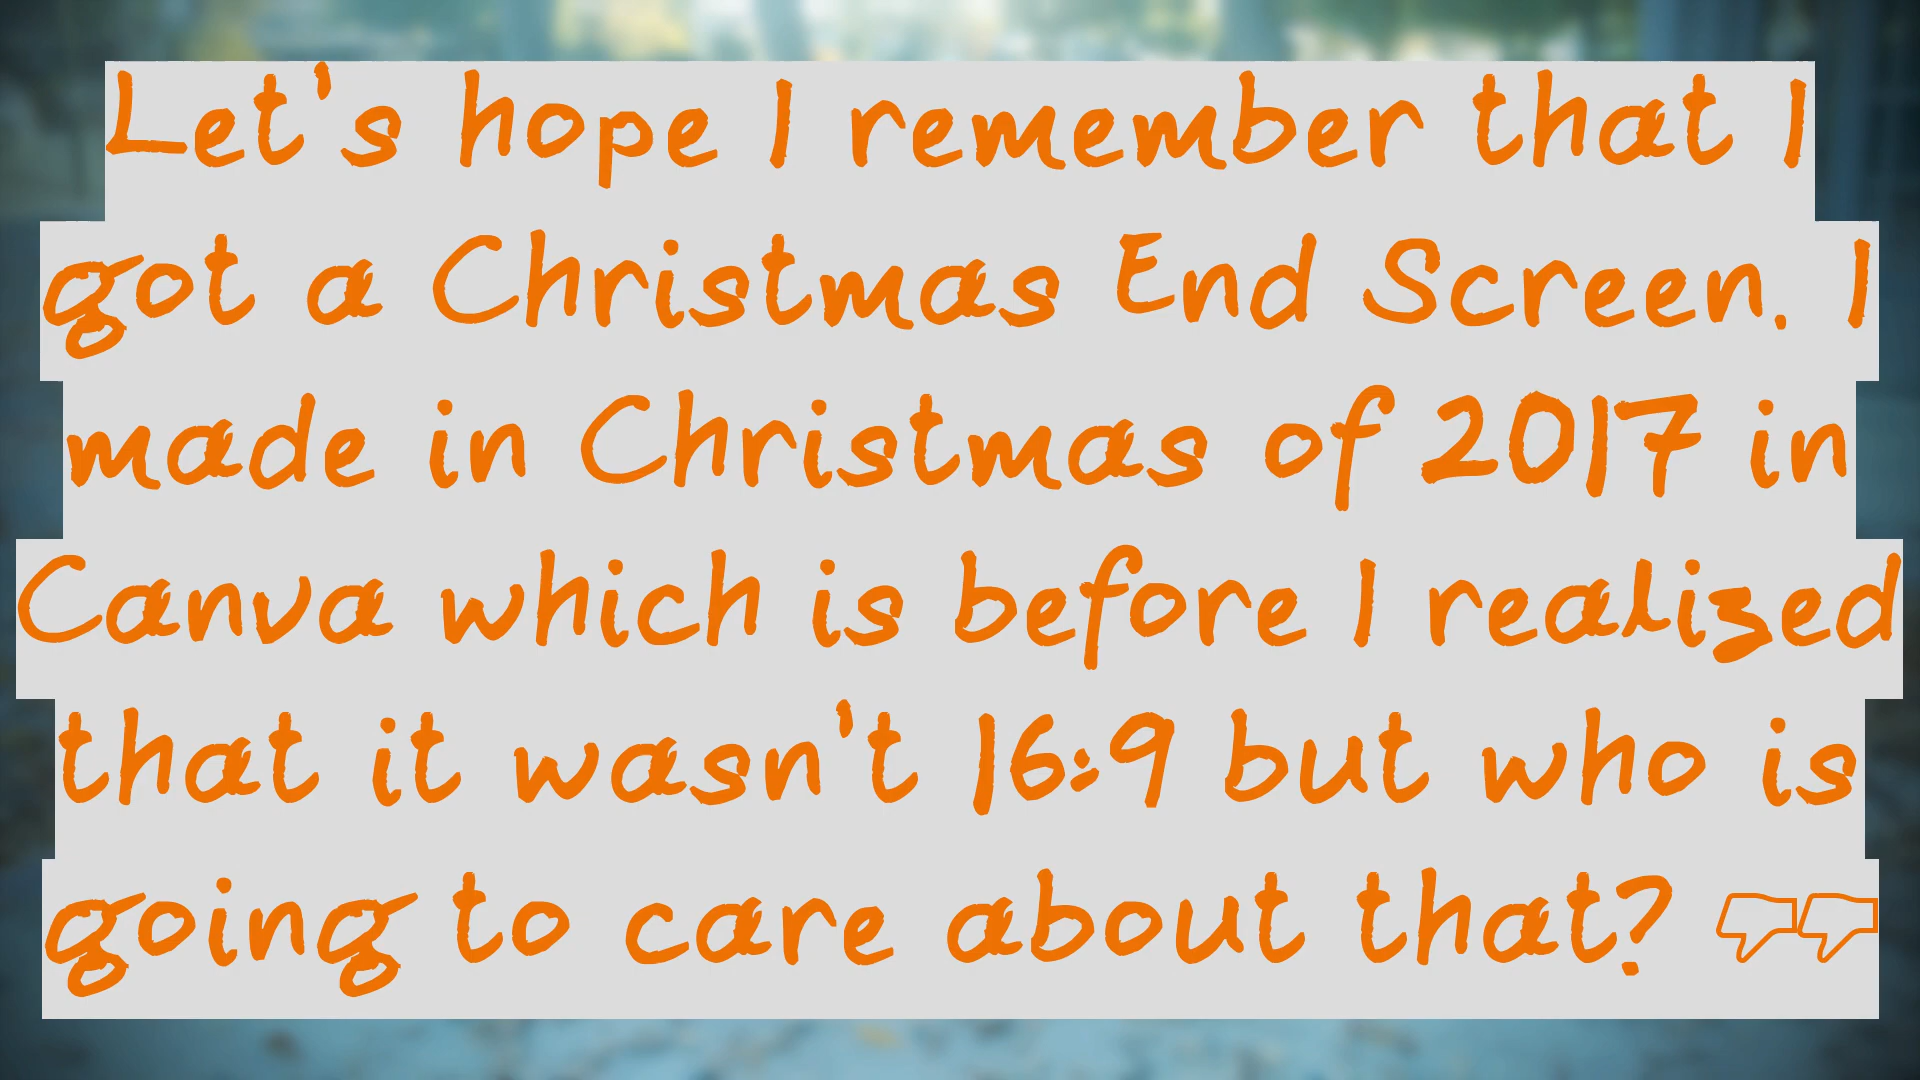 Let's hope I remember that I
got a Christmas End Screen. I
made in Christmas of 2017 in
Canva which is before I realized
that it wasn't 16:9 but who is
going to care about that? 👎👎